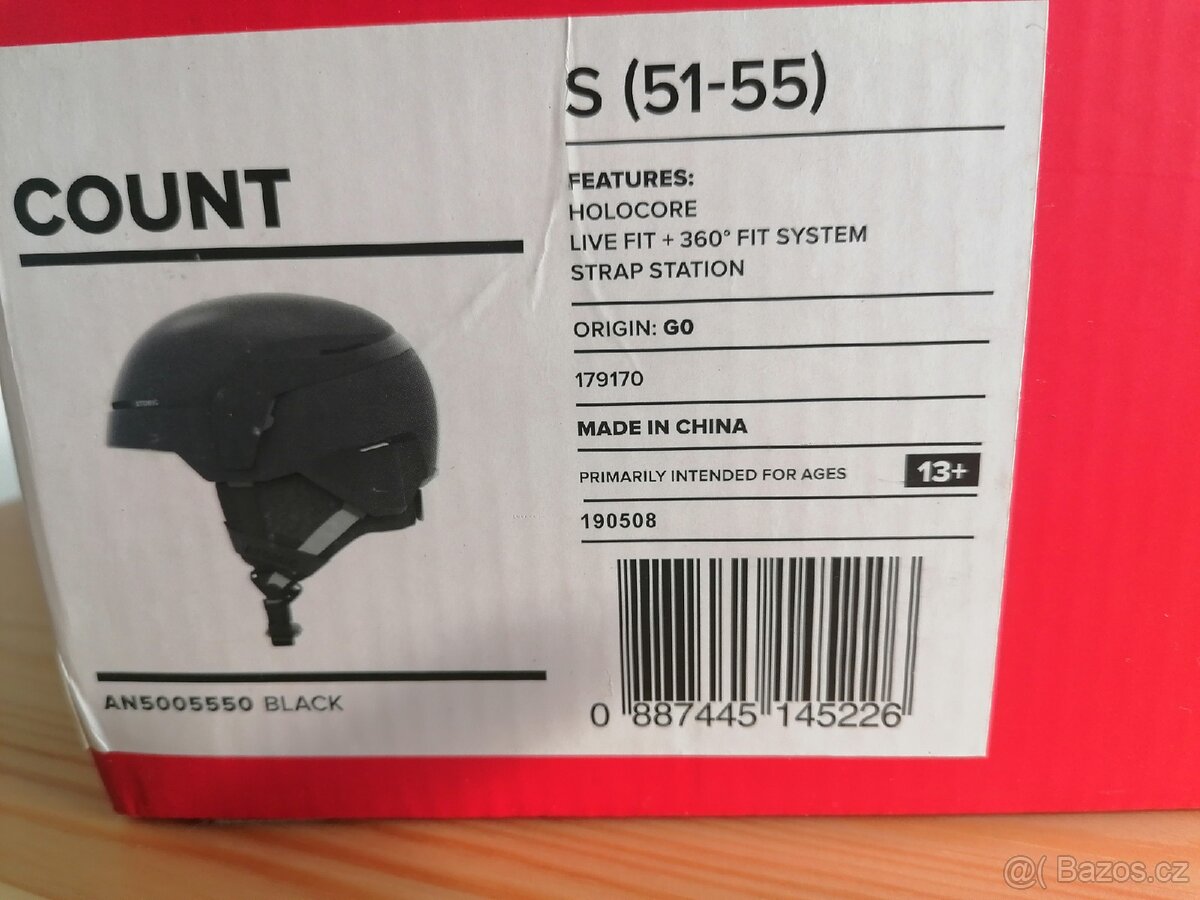 COUNT
AN5005550 BLACK
S (51-55)
FEATURES:
HOLOCORE
LIVE FIT + 360° FIT SYSTEM
STRAP STATION
ORIGIN: G0
179170
MADE IN CHINA
PRIMARILY INTENDED FOR AGES 13+
190508
0 887445 145226
@( Bazos.cz